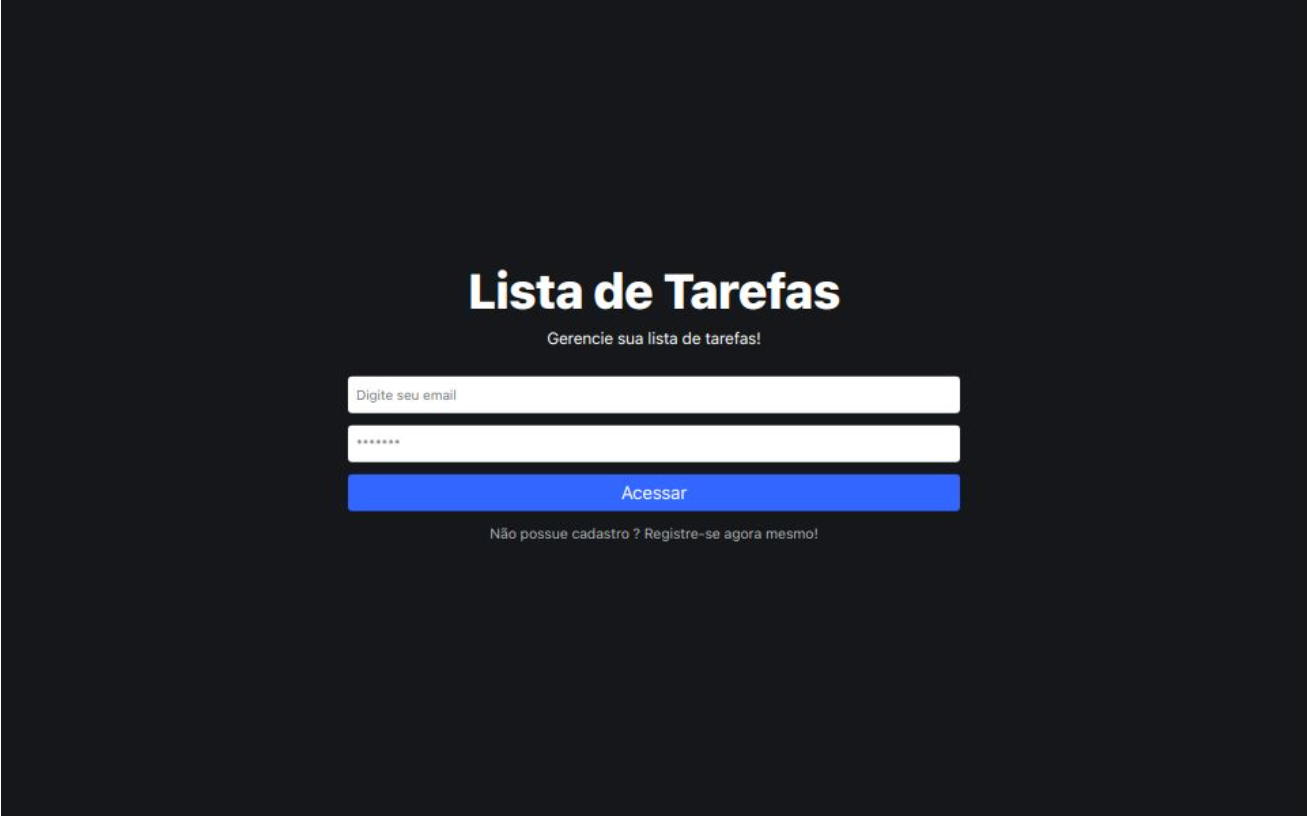 Lista de Tarefas
Gerencie sua lista de tarefas!
Digite seu email
*******
Acessar
Não possue cadastro ? Registre-se agora mesmo!